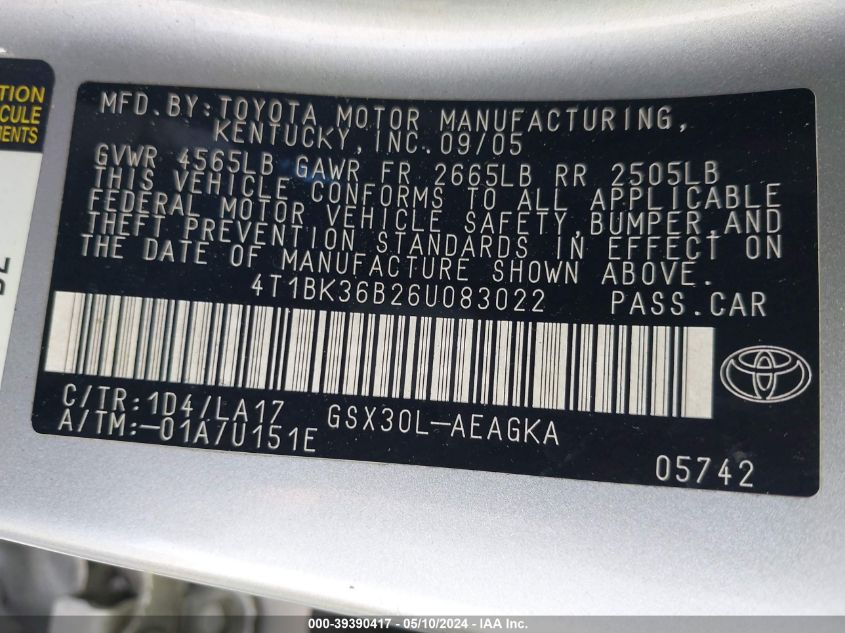 TION
ICULE
MENTS
MFD.BY:TOYOTA MOTOR MANUFACTURING,
KENTUCKY,INC.09/05
GVWR 4565LB GAWR FR 2665LB RR 2505LB
THIS VEHICLE CONFORMS TO ALL APPLICABLE
FEDERAL MOTOR VEHICLE SAFETY,BUMPER,AND
THEFT PREVENTION STANDARDS IN EFFECT ON
THE DATE OF MANUFACTURE SHOWN ABOVE.
4T1BK36B26U083022 PASS.CAR
C/TR:1D4/LA17 GSX30L-AEAGKA
A/TM:-01A/U151E
05742
000-39390417 - 05/10/2024 - IAA Inc.